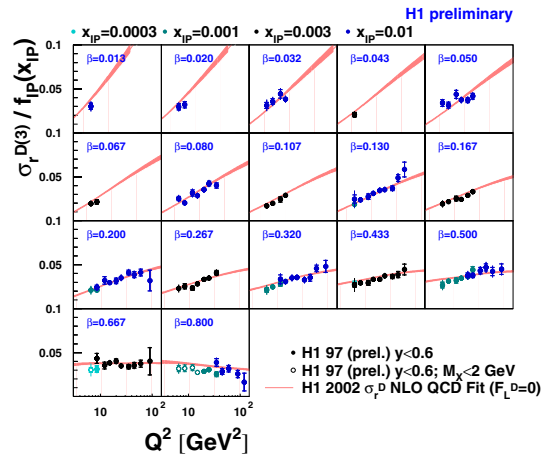 H1 preliminary
x_IP=0.0003 x_IP=0.001 x_IP=0.003 x_IP=0.01
σ_r^D(3) / f_IP(x_IP)
0.1
β=0.013 β=0.020 β=0.032 β=0.043 β=0.050
0.05
0.1
β=0.067 β=0.080 β=0.107 β=0.130 β=0.167
0.05
0.1
β=0.200 β=0.267 β=0.320 β=0.433 β=0.500
0.05
0.1
β=0.667 β=0.800
0.05
H1 97 (prel.) y<0.6
H1 97 (prel.) y<0.6; M_X<2 GeV
H1 2002 σ_r^D NLO QCD Fit (F_L^D=0)
10 10² 10 10²
Q² [GeV²]